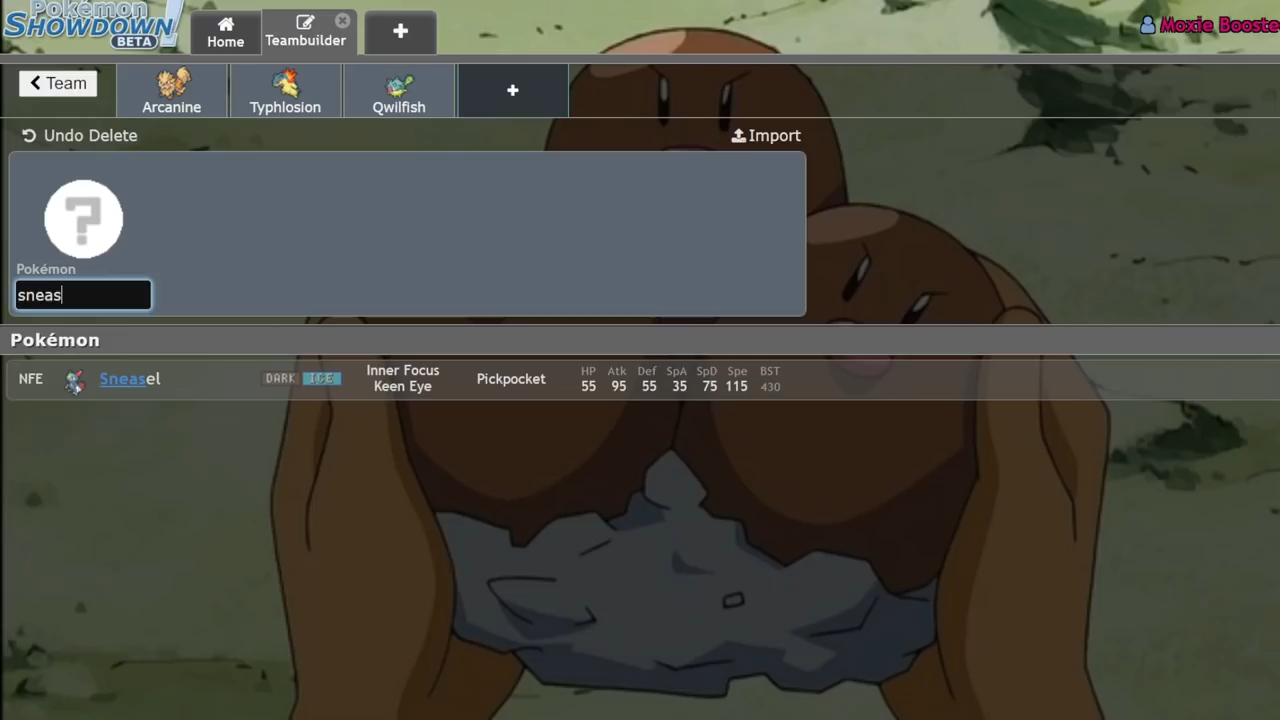 Pokémon
SHOWDOWN!
BETA
Home
Teambuilder
Moxie Booste
Team
Arcanine
Typhlosion
Qwilfish
Undo Delete
Import
?
Pokémon
sneas
Pokémon
NFE Sneasel DARK ICE Inner Focus Keen Eye Pickpocket HP 55 Atk 95 Def 55 SpA 35 SpD 75 Spe 115 BST 430